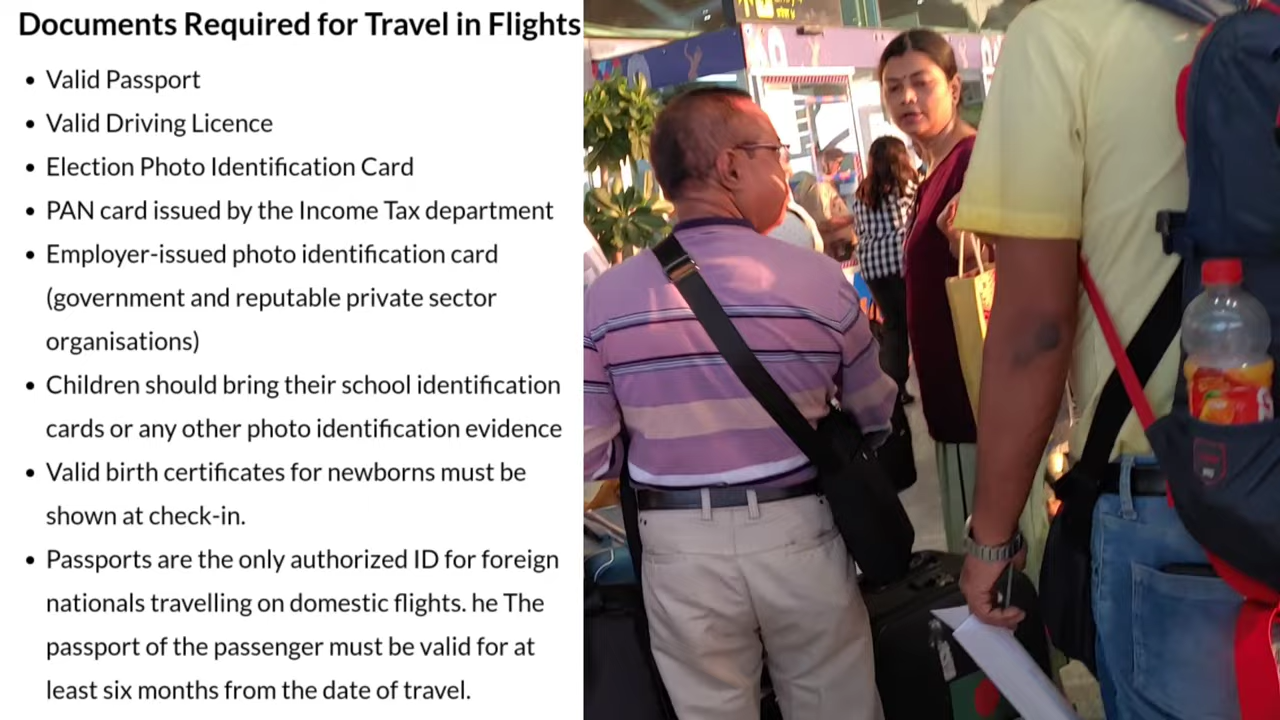 Documents Required for Travel in Flights
• Valid Passport
• Valid Driving Licence
• Election Photo Identification Card
• PAN card issued by the Income Tax department
• Employer-issued photo identification card
(government and reputable private sector
organisations)
• Children should bring their school identification
cards or any other photo identification evidence
• Valid birth certificates for newborns must be
shown at check-in.
• Passports are the only authorized ID for foreign
nationals travelling on domestic flights. he The
passport of the passenger must be valid for at
least six months from the date of travel.